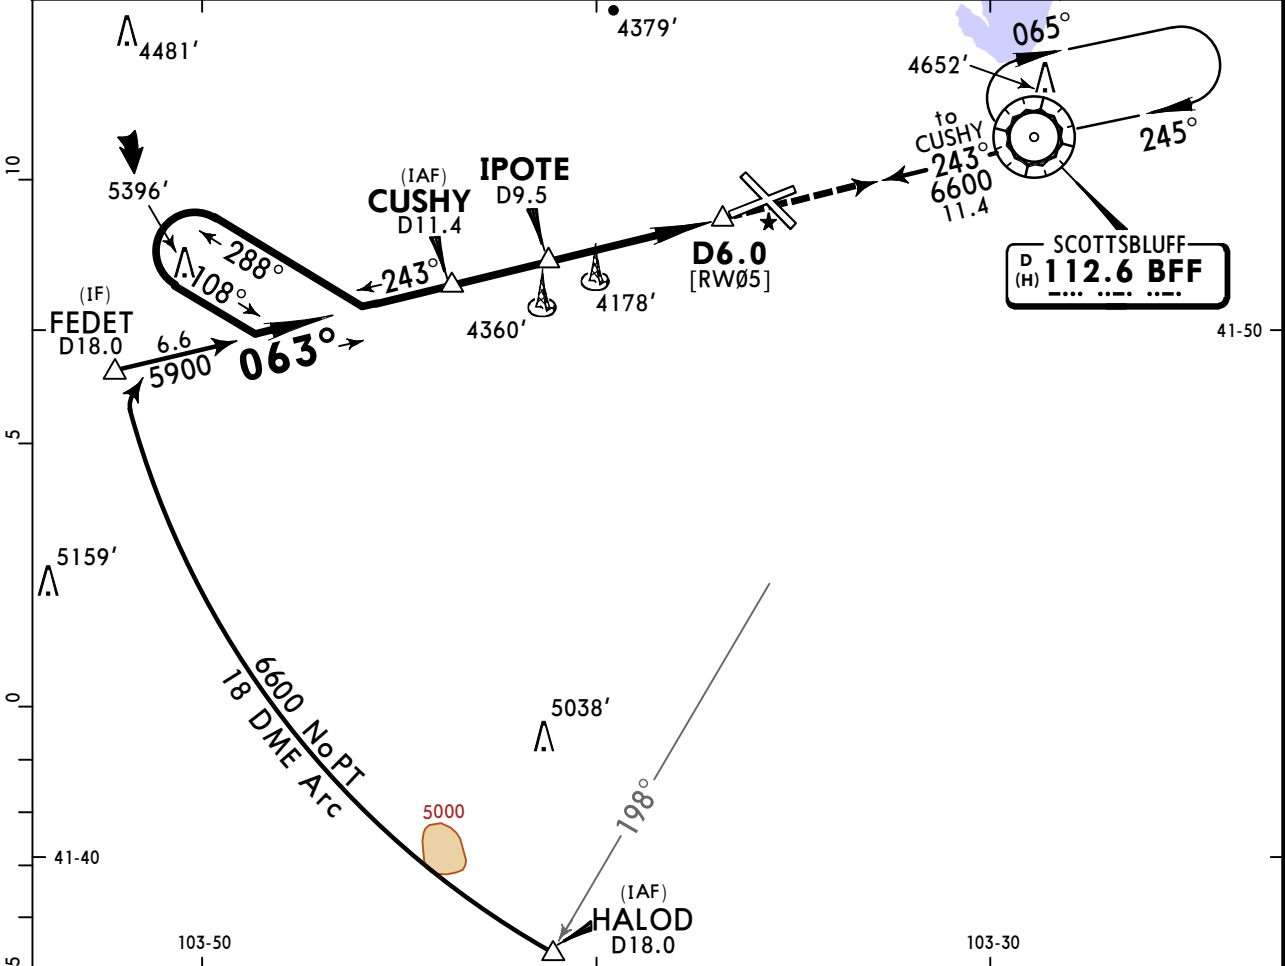 4481’
4379’
065°
4652’
to
CUSHY
243°
6600
11.4
245°
10
5396’
(IAF)
CUSHY
D11.4
IPOTE
D9.5
288°
108°
243°
D6.0
[RWØ5]
SCOTTSBLUFF
D
(H)
112.6 BFF
4178’
4360’
(IF)
FEDET
D18.0
6.6
5900
063°
41-50
5
5159’
6600 NoPT
18 DME Arc
0
5038’
198°
5000
41-40
(IAF)
HALOD
D18.0
103-50
103-30
5